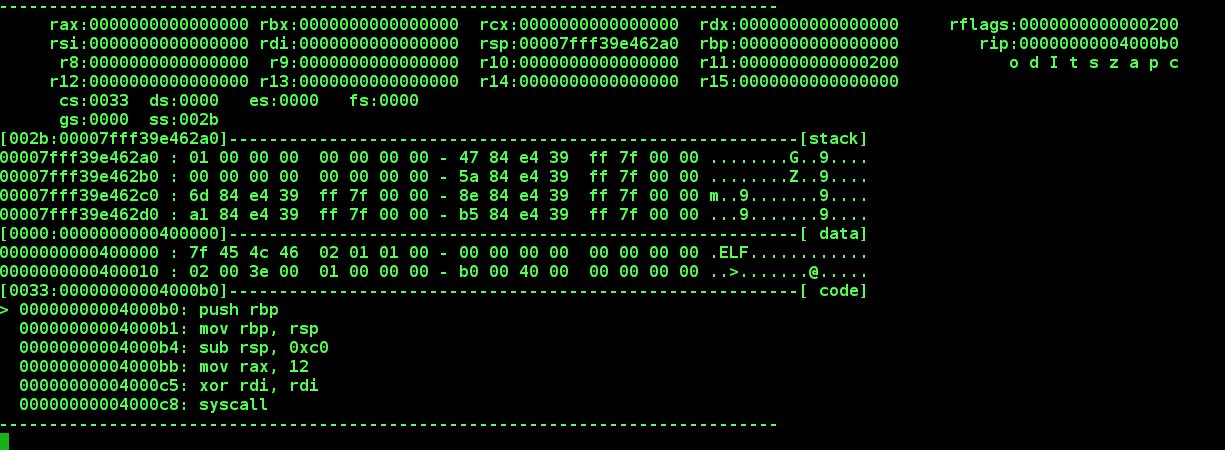 ------------------------------------------------------------------------------
rax:0000000000000000 rbx:0000000000000000 rcx:0000000000000000 rdx:0000000000000000 rflags:0000000000000200
rsi:0000000000000000 rdi:0000000000000000 rsp:00007fff39e462a0 rbp:0000000000000000 rip:00000000004000b0
r8:0000000000000000 r9:0000000000000000 r10:0000000000000000 r11:0000000000000200 o d I t s z a p c
r12:0000000000000000 r13:0000000000000000 r14:0000000000000000 r15:0000000000000000
cs:0033 ds:0000 es:0000 fs:0000
gs:0000 ss:002b
[002b:00007fff39e462a0]---------------------------------------------------------[stack]
00007fff39e462a0 : 01 00 00 00 00 00 00 00 - 47 84 e4 39 ff 7f 00 00 ........G..9....
00007fff39e462b0 : 00 00 00 00 00 00 00 00 - 5a 84 e4 39 ff 7f 00 00 ........Z..9....
00007fff39e462c0 : 6d 84 e4 39 ff 7f 00 00 - 8e 84 e4 39 ff 7f 00 00 m..9.......9....
00007fff39e462d0 : a1 84 e4 39 ff 7f 00 00 - b5 84 e4 39 ff 7f 00 00 ...9.......9....
[0000:0000000000400000]---------------------------------------------------------[ data]
0000000000400000 : 7f 45 4c 46 02 01 01 00 - 00 00 00 00 00 00 00 00 .ELF............
0000000000400010 : 02 00 3e 00 01 00 00 00 - b0 00 40 00 00 00 00 00 ..>.......@.....
[0033:00000000004000b0]---------------------------------------------------------[ code]
> 00000000004000b0: push rbp
00000000004000b1: mov rbp, rsp
00000000004000b4: sub rsp, 0xc0
00000000004000bb: mov rax, 12
00000000004000c5: xor rdi, rdi
00000000004000c8: syscall
------------------------------------------------------------------------------